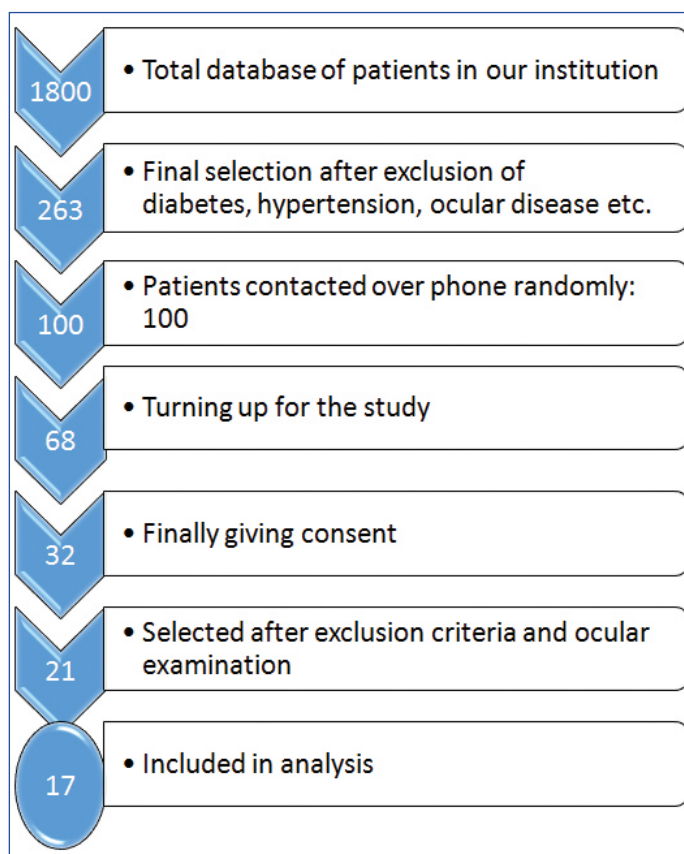 1800
• Total database of patients in our institution
263
• Final selection after exclusion of
diabetes, hypertension, ocular disease etc.
100
• Patients contacted over phone randomly:
100
68
• Turning up for the study
32
• Finally giving consent
21
• Selected after exclusion criteria and ocular
examination
17
• Included in analysis